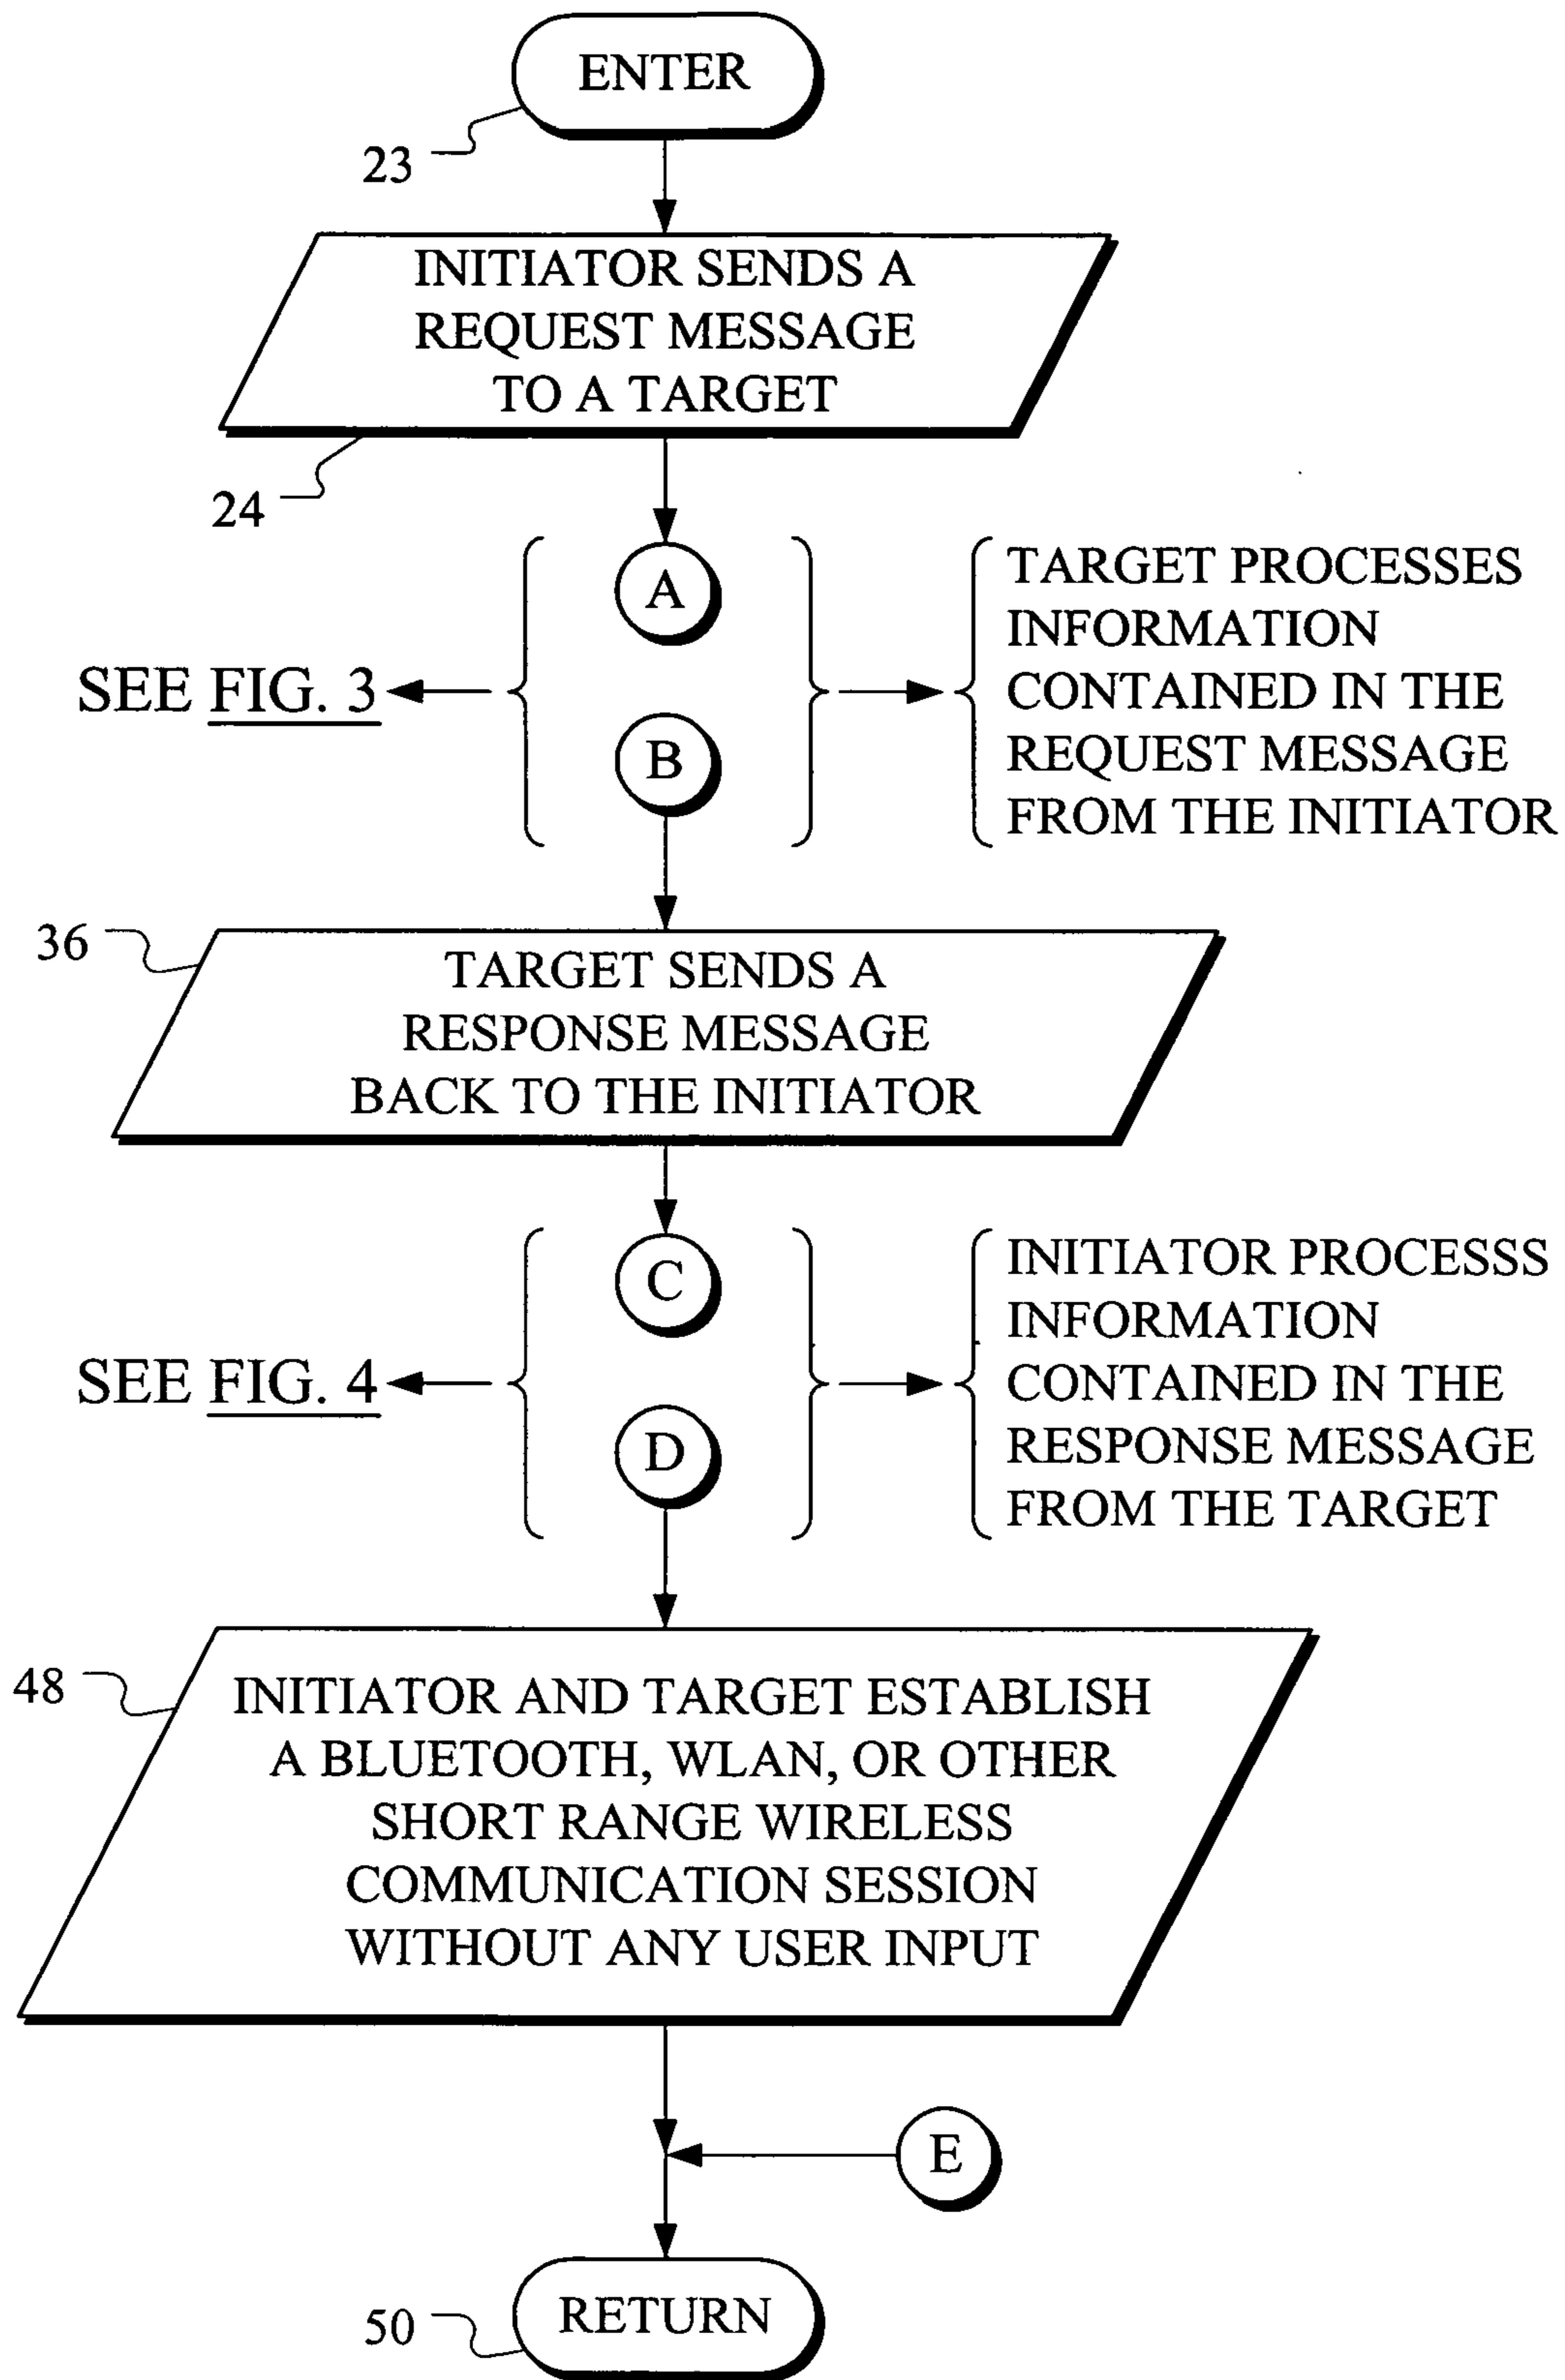 ENTER
23
INITIATOR SENDS A
REQUEST MESSAGE
TO A TARGET
24
A
B
SEE FIG. 3
TARGET PROCESSES
INFORMATION
CONTAINED IN THE
REQUEST MESSAGE
FROM THE INITIATOR
36
TARGET SENDS A
RESPONSE MESSAGE
BACK TO THE INITIATOR
C
D
SEE FIG. 4
INITIATOR PROCESSS
INFORMATION
CONTAINED IN THE
RESPONSE MESSAGE
FROM THE TARGET
48
INITIATOR AND TARGET ESTABLISH
A BLUETOOTH, WLAN, OR OTHER
SHORT RANGE WIRELESS
COMMUNICATION SESSION
WITHOUT ANY USER INPUT
E
RETURN
50